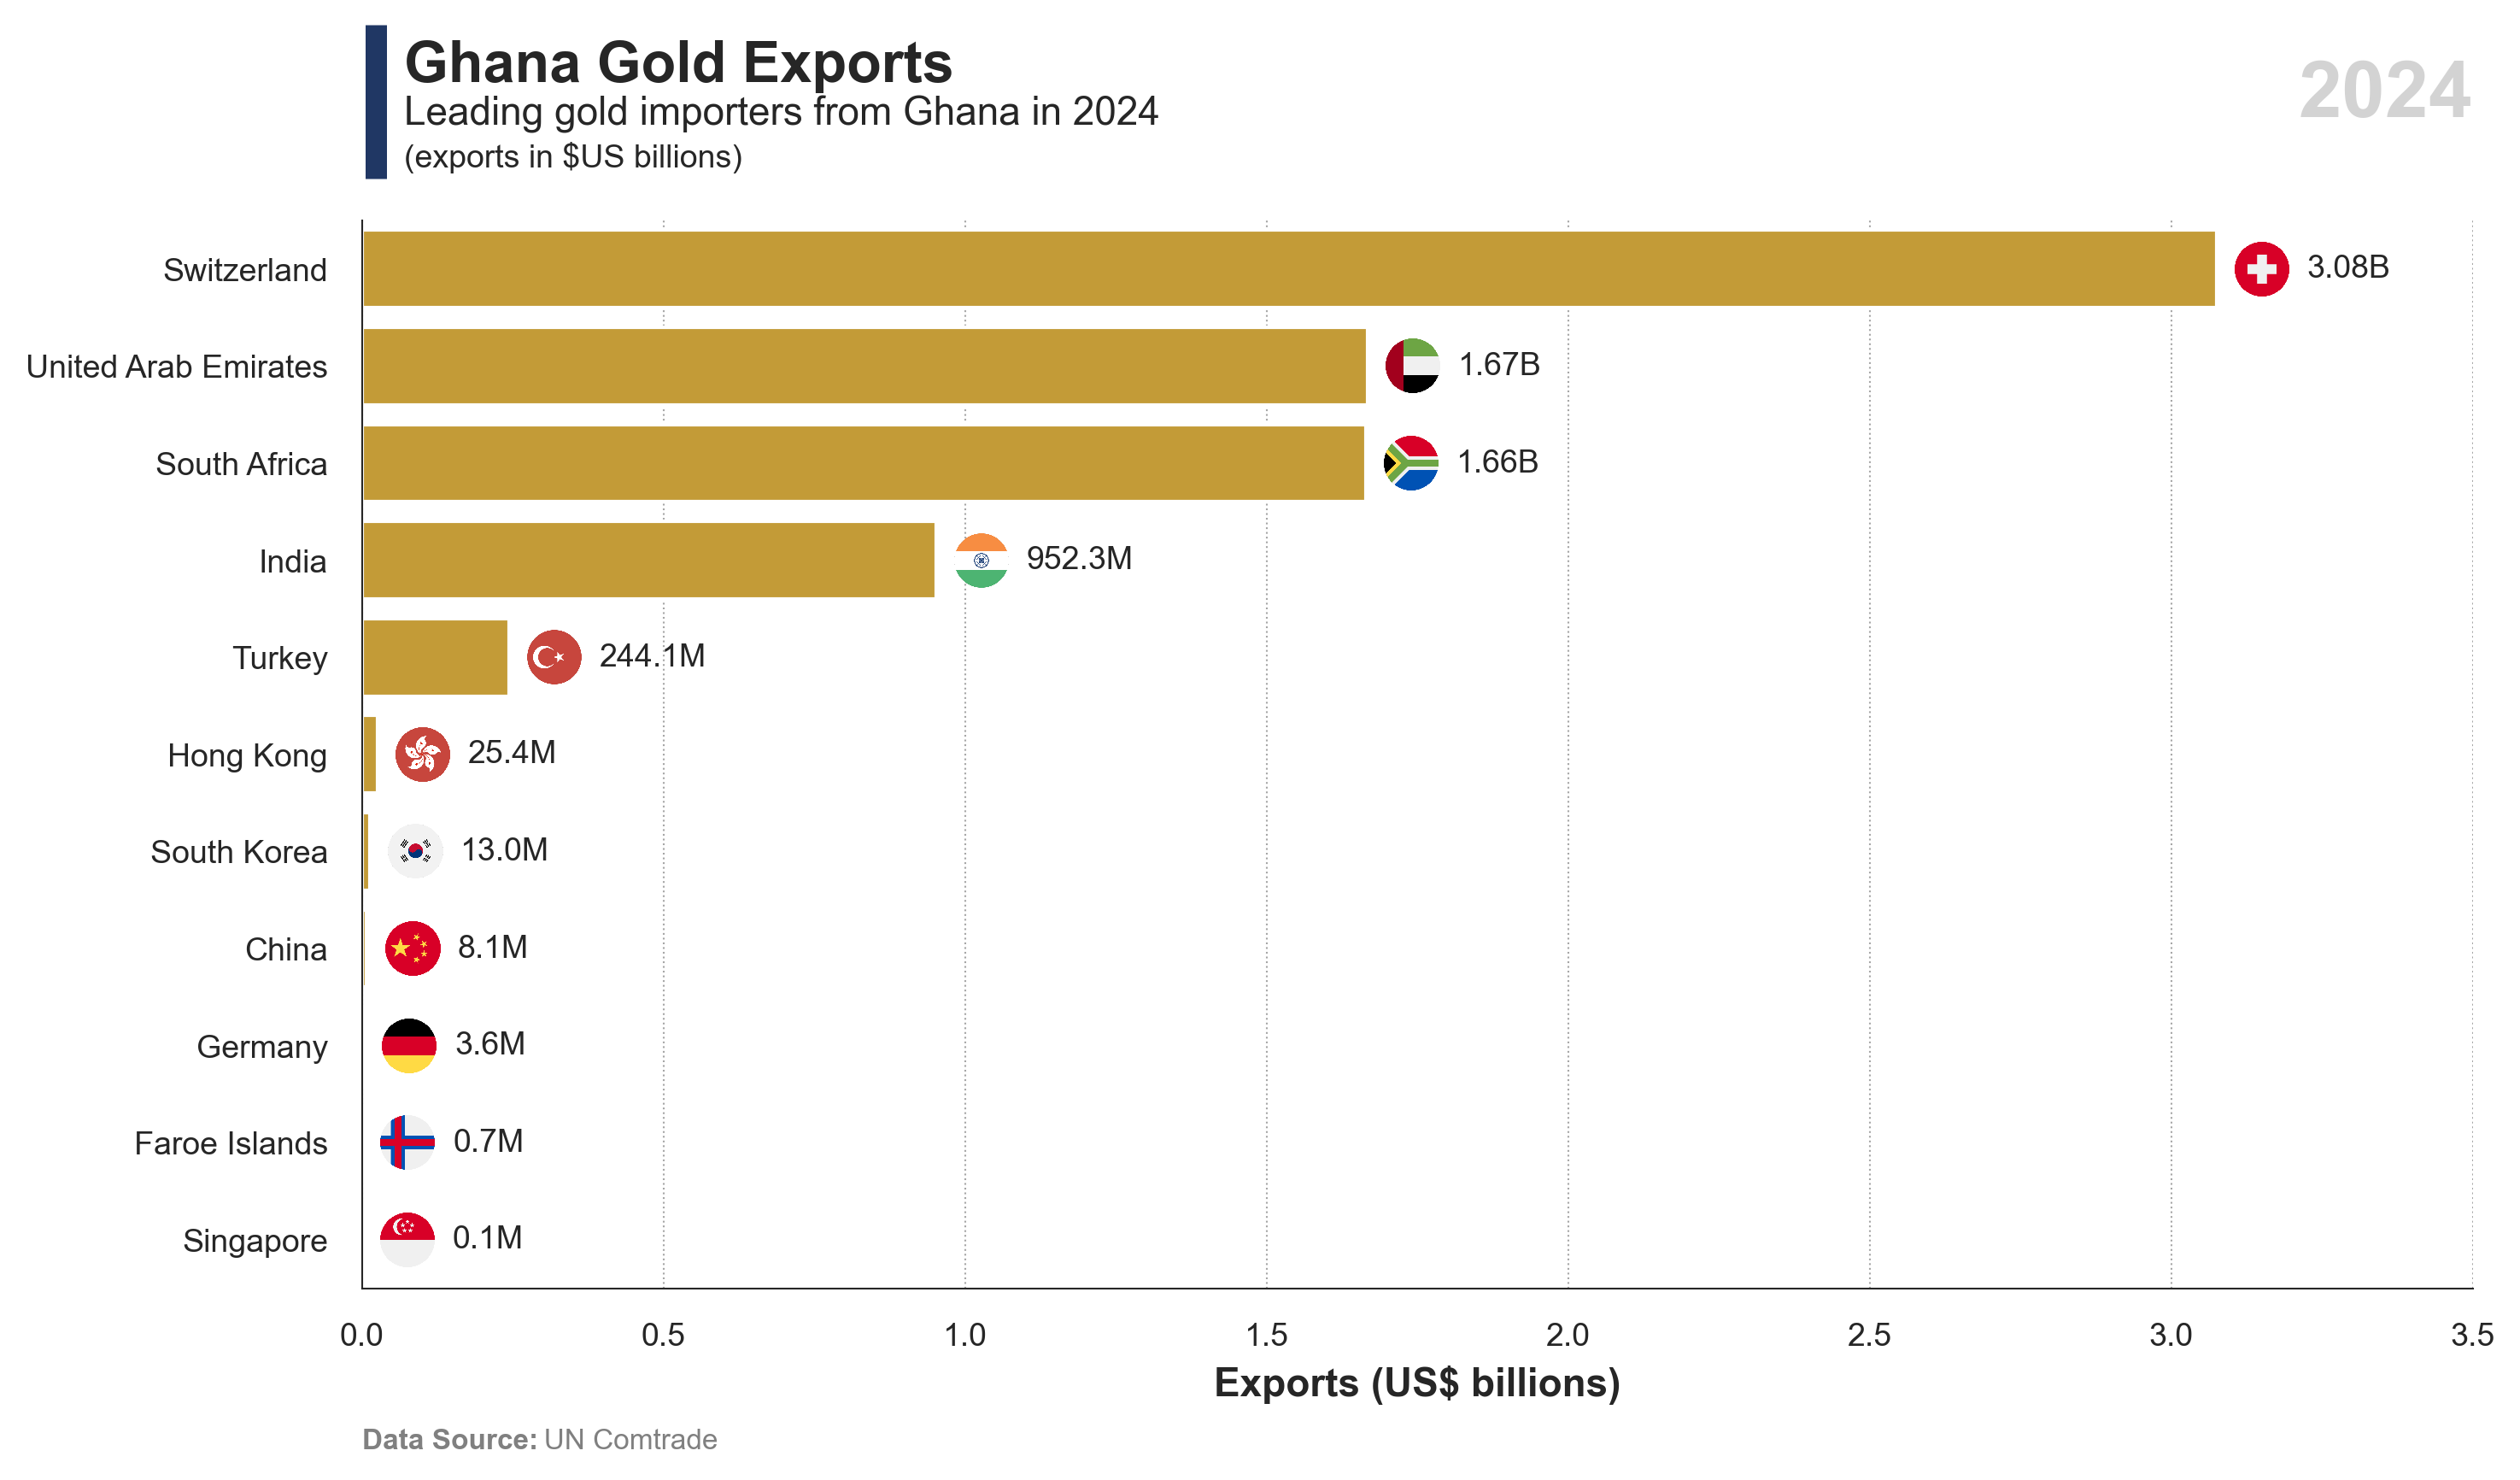 Ghana Gold Exports
Leading gold importers from Ghana in 2024
(exports in $US billions)
2024
Switzerland 3.08B
United Arab Emirates 1.67B
South Africa 1.66B
India 952.3M
Turkey 244.1M
Hong Kong 25.4M
South Korea 13.0M
China 8.1M
Germany 3.6M
Faroe Islands 0.7M
Singapore 0.1M
0.0 0.5 1.0 1.5 2.0 2.5 3.0 3.5
Exports (US$ billions)
Data Source: UN Comtrade